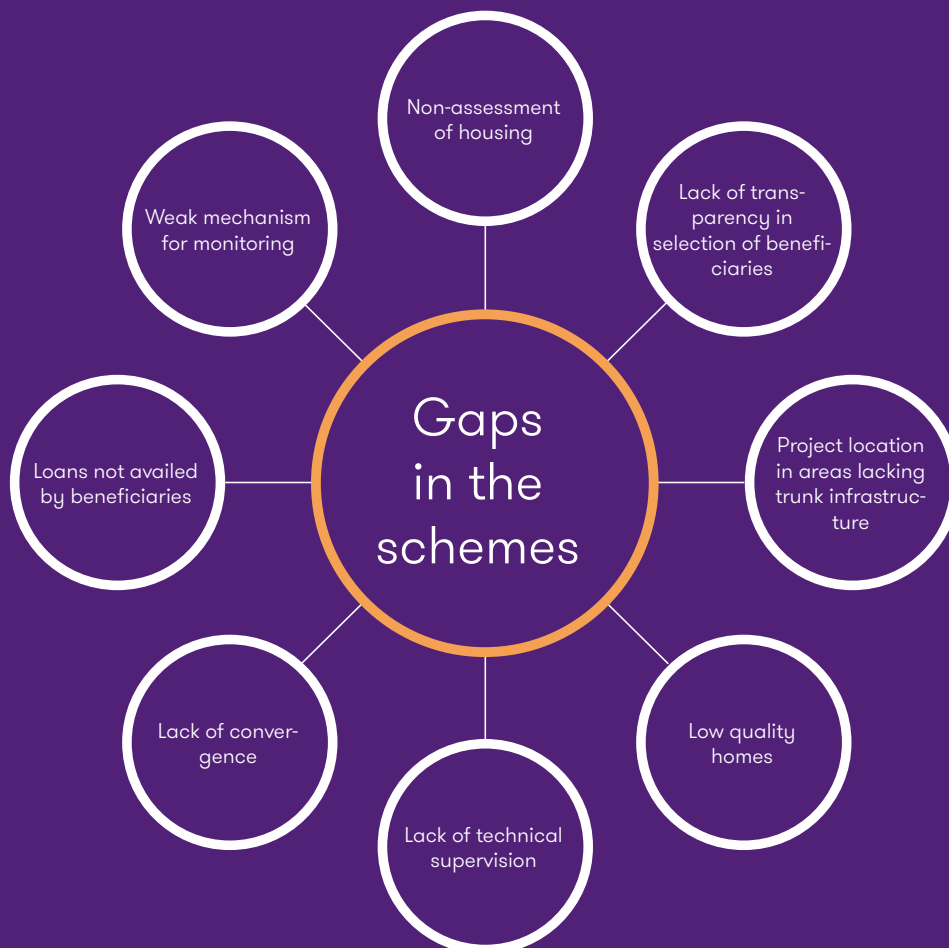 Non-assessment
of housing
Lack of trans-
parency in
selection of benefi-
ciaries
Project location
in areas lacking
trunk infrastruc-
ture
Low quality
homes
Lack of technical
supervision
Lack of conver-
gence
Loans not availed
by beneficiaries
Weak mechanism
for monitoring
Gaps
in the
schemes